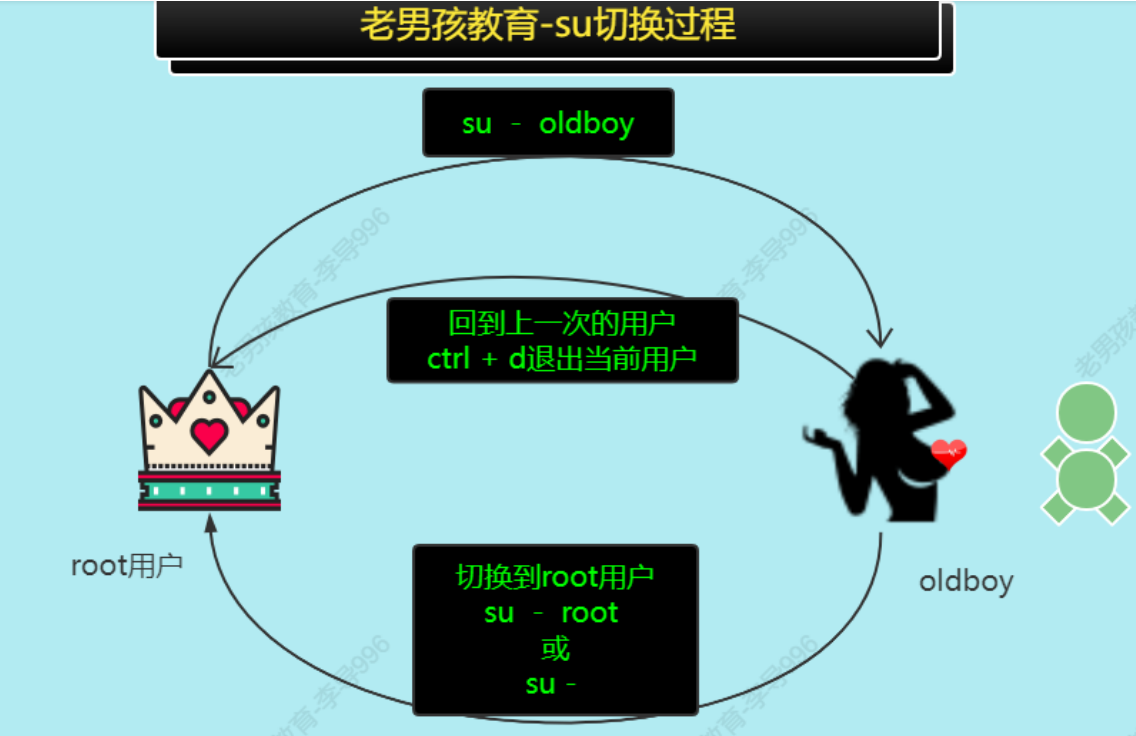 老男孩教育-su切换过程
su - oldboy
回到上一次的用户
ctrl + d退出当前用户
root用户
oldboy
切换到root用户
su - root
或
su -
老男孩教育-李导996
育-李导996
老男孩教
教育-李导996
育-李导996